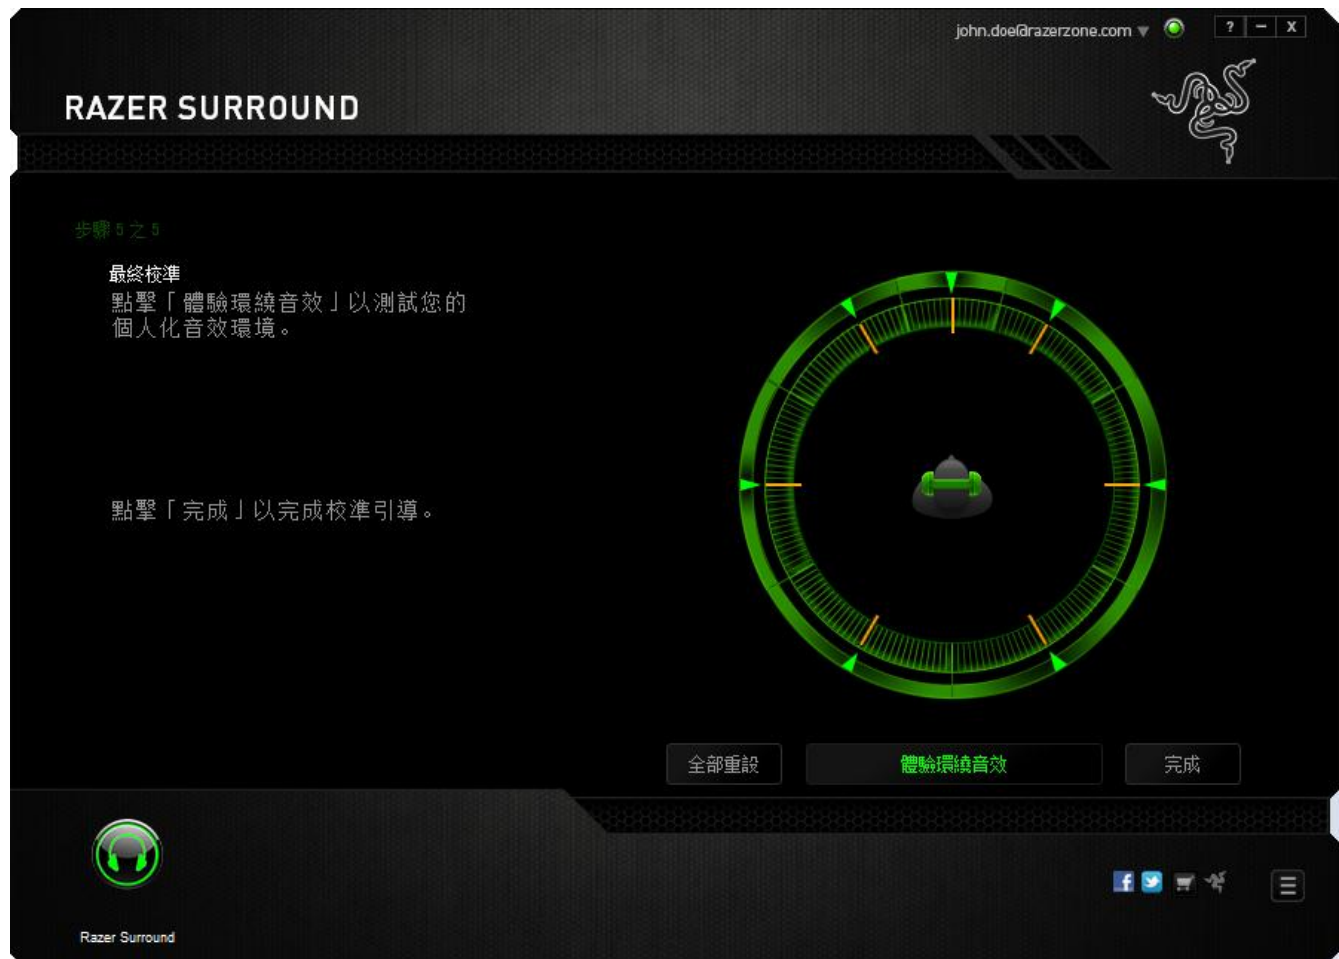 john.doe@razerzone.com
? – X
RAZER SURROUND
步驟 5 之 5
最終校準
點擊「體驗環繞音效」以測試您的
個人化音效環境。
點擊「完成」以完成校準引導。
全部重設
體驗環繞音效
完成
Razer Surround